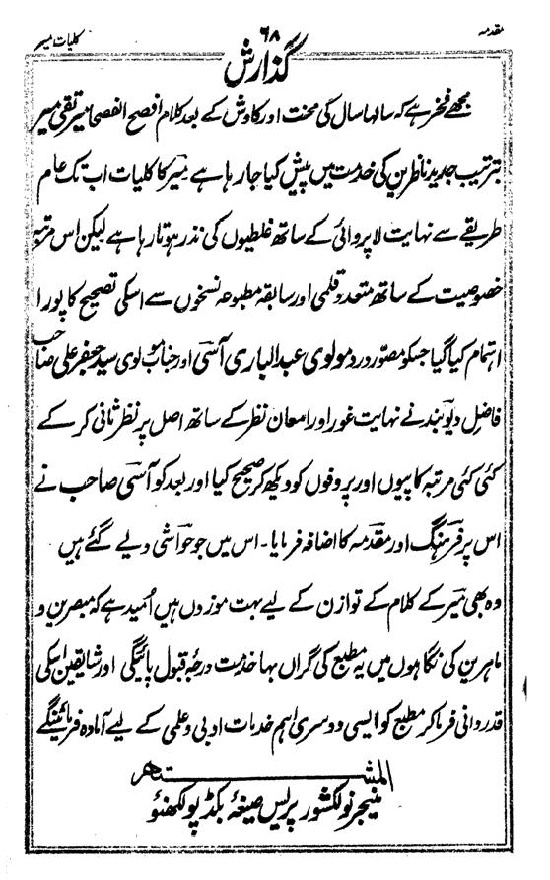 مقدمہ ۶۸ کلیات میر
گذارش
مجھے فخر ہے کہ سالہا سال کی محنت اور کاوش کے بعد کلام افصح الفصحا میر تقی میر
بترتیب جدید ناظرین کی خدمت میں پیش کیا جا رہا ہے میر کا کلیات اب تک عام
طریقے سے نہایت لاپروائی کے ساتھ غلطیوں کی نذر ہوتا رہا ہے لیکن اس مرتبہ
خصوصیت کے ساتھ متعدد قلمی اور سابقہ مطبوعہ نسخوں سے اسکی تصحیح کا پورا
اہتمام کیا گیا جسکو مصور درد مولوی عبدالباری آسی اور جناب مولوی سید جعفر علی صاحب
فاضل دیوبند نے نہایت غور اور امعان نظر کے ساتھ اصل پر نظر ثانی کر کے
کئی کئی مرتبہ کاپیوں اور پروفوں کو دیکھ کر صحیح کیا اور بعد کو آسی صاحب نے
اس پر فرہنگ اور مقدمہ کا اضافہ فرمایا۔ اس میں جو حواشی دیے گئے ہیں
وہ بھی میر کے کلام کے توازن کے لیے بہت موزوں ہیں اُمید ہے کہ مبصرین و
ماہرین کی نگاہوں میں یہ مطبع کی گراں بہا خدمت درجۂ قبول پائیگی اور شایقین اسکی
قدردانی فرما کر مطبع کو ایسی دوسری اہم خدمات ادبی و علمی کے لیے آمادہ فرمائینگے
المشتہر
منیجر نولکشور پریس صیغۂ بکڈپو لکھنؤ